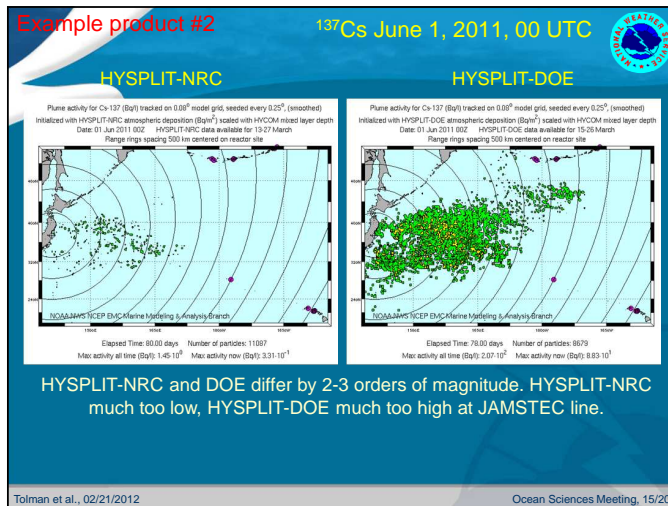 Example product #2
¹³⁷Cs June 1, 2011, 00 UTC
NATIONAL WEATHER SERVICE
HYSPLIT-NRC
HYSPLIT-DOE
Plume activity for Cs-137 (Bq/l) tracked on 0.08° model grid, seeded every 0.25°, (smoothed)
Initialized with HYSPLIT-NRC atmospheric deposition (Bq/m²) scaled with HYCOM mixed layer depth
Date: 01 Jun 2011 00Z HYSPLIT-NRC data available for 13-27 March
Range rings spacing 500 km centered on reactor site
NOAA/NWS NCEP EMC Marine Modeling & Analysis Branch
Elapsed Time: 80.00 days Number of particles: 11087
Max activity all time (Bq/l): 1.45·10⁰ Max activity now (Bq/l): 3.31·10⁻¹
Plume activity for Cs-137 (Bq/l) tracked on 0.08° model grid, seeded every 0.25°, (smoothed)
Initialized with HYSPLIT-DOE atmospheric deposition (Bq/m²) scaled with HYCOM mixed layer depth
Date: 01 Jun 2011 00Z HYSPLIT-DOE data available for 15-26 March
Range rings spacing 500 km centered on reactor site
NOAA/NWS NCEP EMC Marine Modeling & Analysis Branch
Elapsed Time: 78.00 days Number of particles: 8679
Max activity all time (Bq/l): 2.07·10² Max activity now (Bq/l): 8.83·10¹
HYSPLIT-NRC and DOE differ by 2-3 orders of magnitude. HYSPLIT-NRC
much too low, HYSPLIT-DOE much too high at JAMSTEC line.
Tolman et al., 02/21/2012
Ocean Sciences Meeting, 15/20